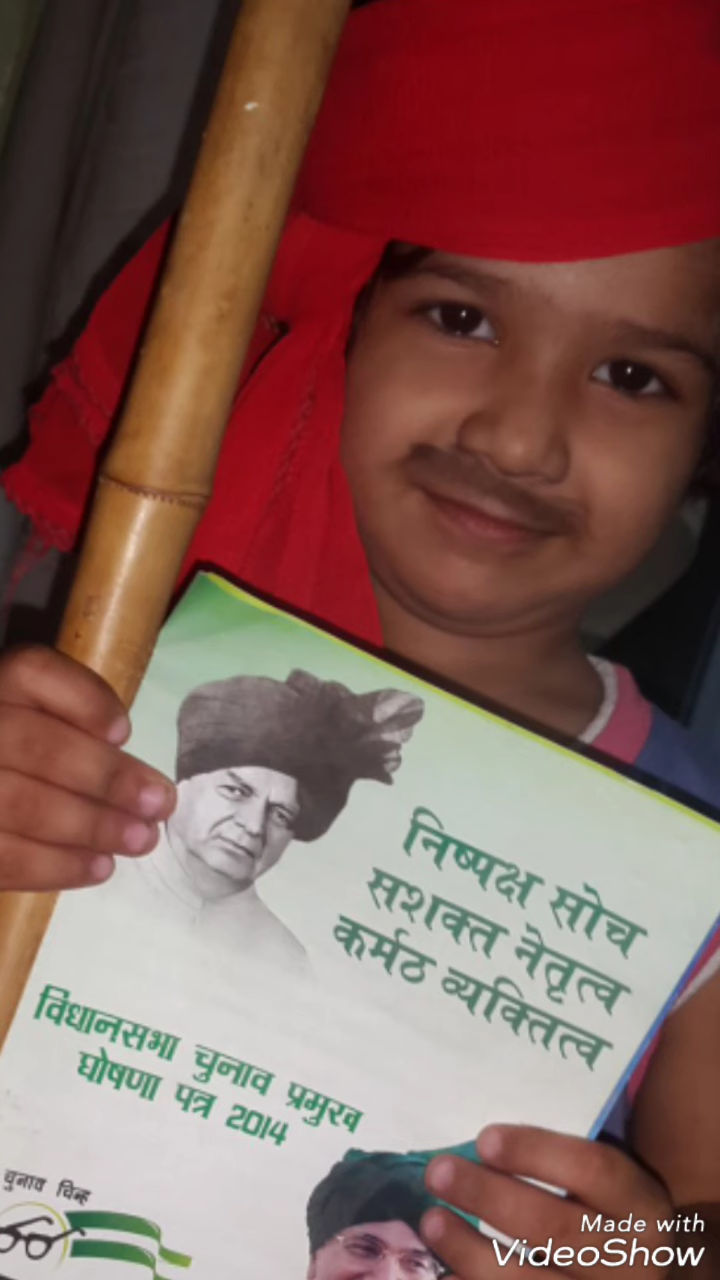 निष्पक्ष सोच
सशक्त नेतृत्व
कर्मठ व्यक्तित्व
विधानसभा चुनाव प्रमुख
घोषणा पत्र 2014
चुनाव चिन्ह
Made with
VideoShow